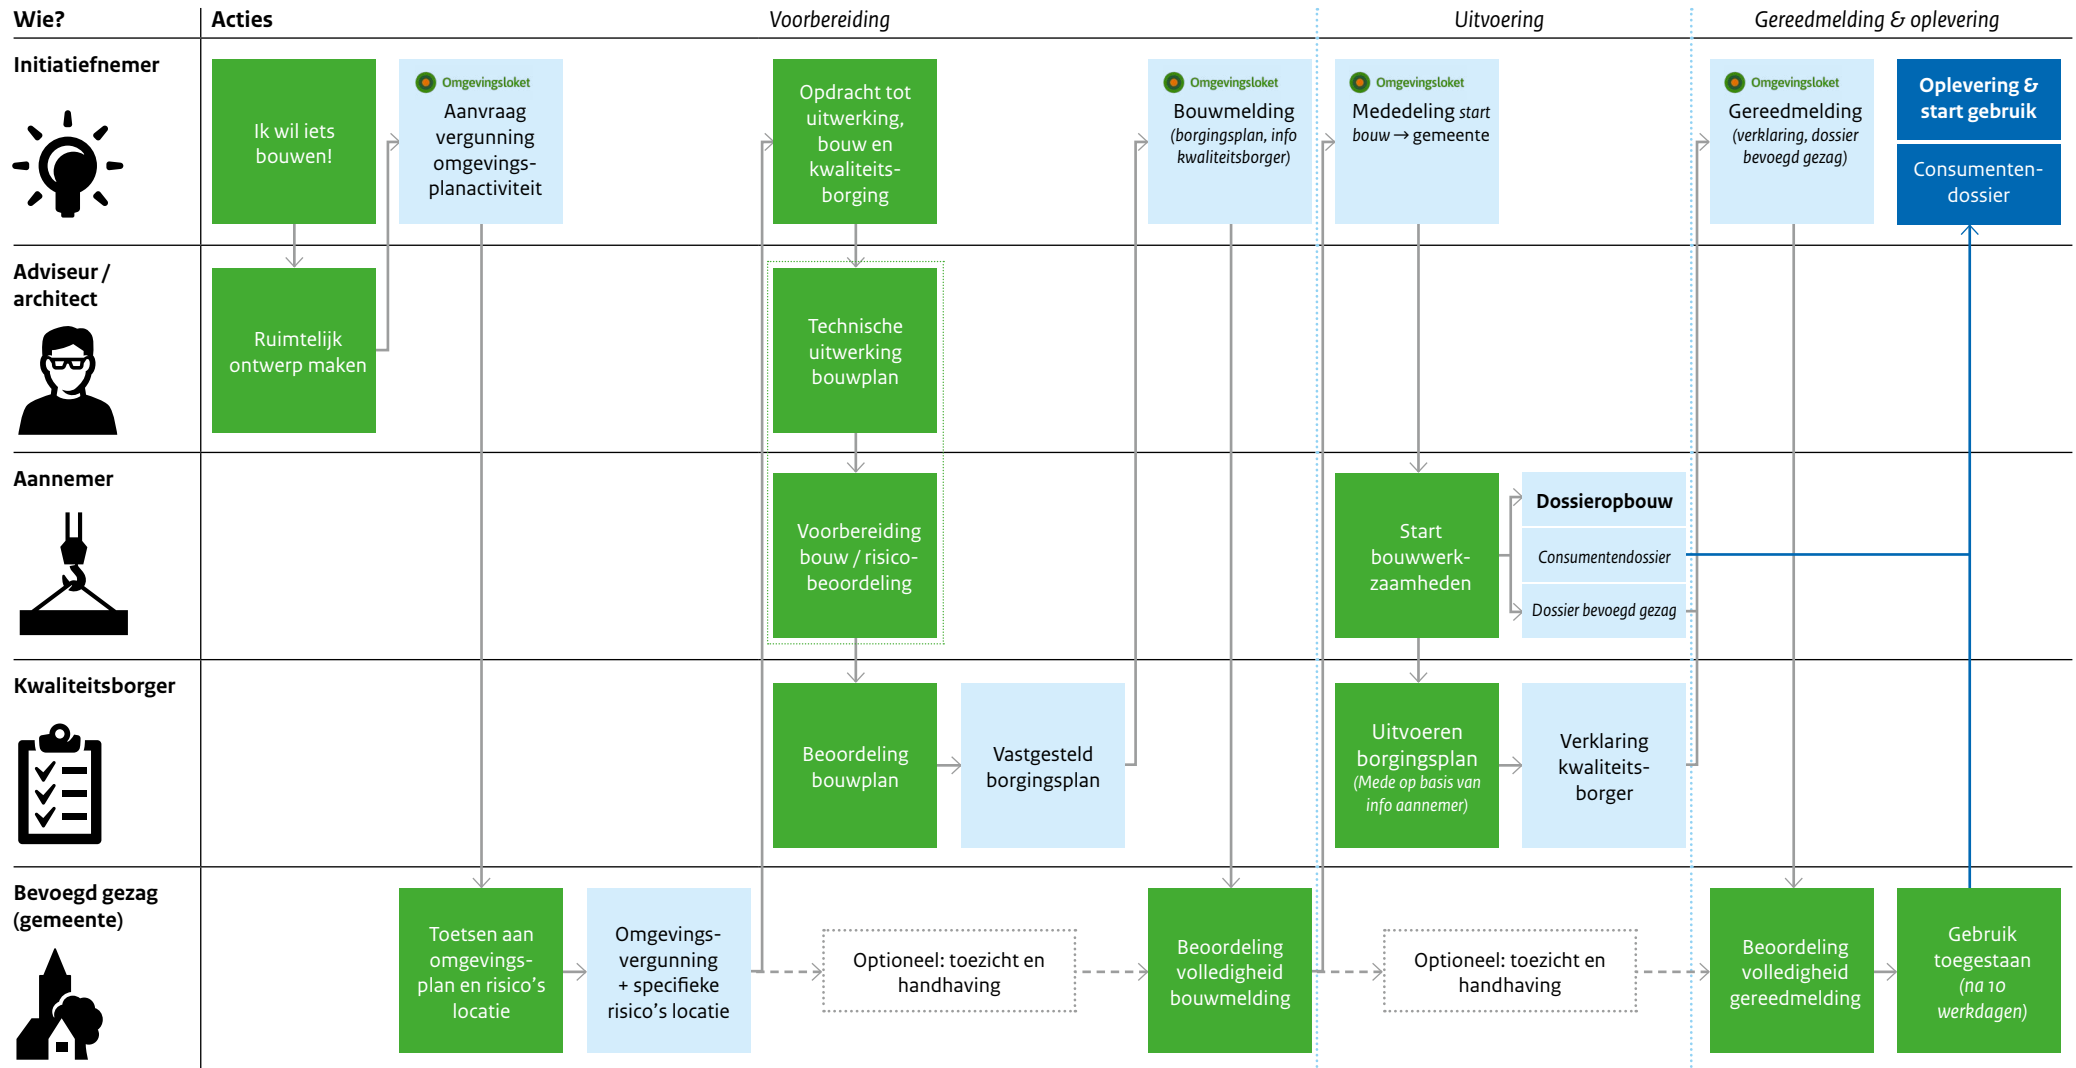 Wie?
Acties
Voorbereiding
Uitvoering
Gereedmelding & oplevering
Initiatiefnemer
Ik wil iets
bouwen!
Omgevingsloket
Aanvraag
vergunning
omgevings-
planactiviteit
Opdracht tot
uitwerking,
bouw en
kwaliteits-
borging
Omgevingsloket
Bouwmelding
(borgingsplan, info
kwaliteitsborger)
Omgevingsloket
Mededeling start
bouw → gemeente
Omgevingsloket
Gereedmelding
(verklaring, dossier
bevoegd gezag)
Oplevering &
start gebruik
Consumenten-
dossier
Adviseur /
architect
Ruimtelijk
ontwerp maken
Technische
uitwerking
bouwplan
Aannemer
Voorbereiding
bouw / risico-
beoordeling
Start
bouwwerk-
zaamheden
Dossieropbouw
Consumentendossier
Dossier bevoegd gezag
Kwaliteitsborger
Beoordeling
bouwplan
Vastgesteld
borgingsplan
Uitvoeren
borgingsplan
(Mede op basis van
info aannemer)
Verklaring
kwaliteits-
borger
Bevoegd gezag
(gemeente)
Toetsen aan
omgevings-
plan en risico's
locatie
Omgevings-
vergunning
+ specifieke
risico's locatie
Optioneel: toezicht en
handhaving
Beoordeling
volledigheid
bouwmelding
Optioneel: toezicht en
handhaving
Beoordeling
volledigheid
gereedmelding
Gebruik
toegestaan
(na 10
werkdagen)